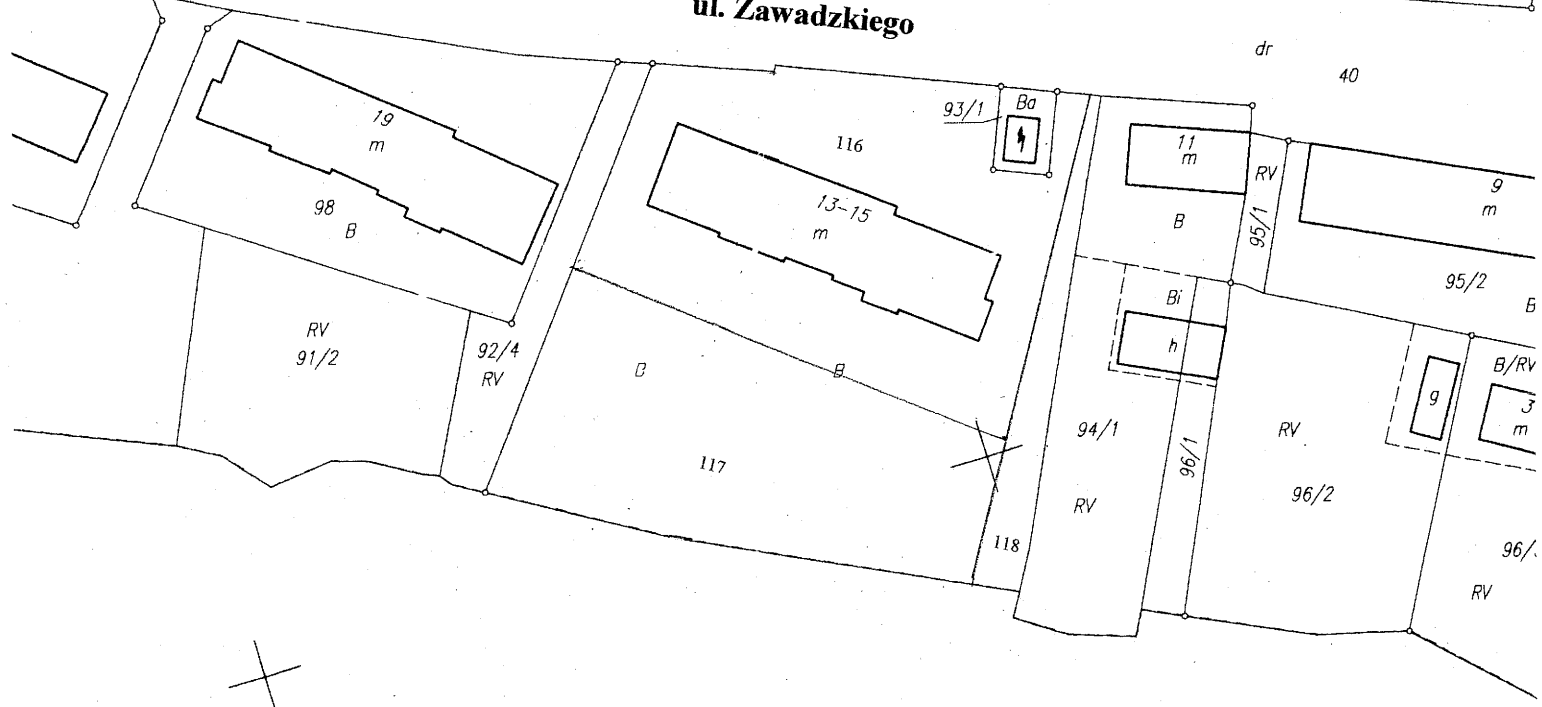 ul. Zawadzkiego
dr
40
93/1
Ba
19
m
116
11
m
RV
9
m
98
B
13-15
m
B
95/1
95/2
B
Bi
RV
91/2
92/4
RV
B
B
h
B/RV
g
3
m
94/1
RV
96/1
117
96/2
RV
118
96/
RV